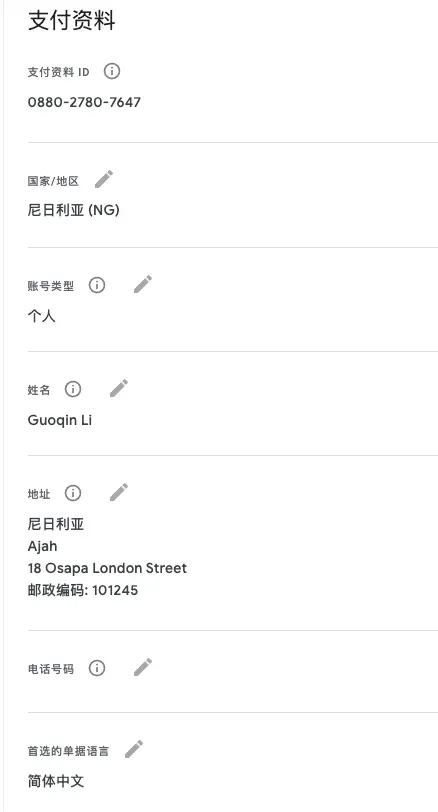 支付资料
支付资料 ID
0880-2780-7647
国家/地区
尼日利亚 (NG)
账号类型
个人
姓名
Guoqin Li
地址
尼日利亚
Ajah
18 Osapa London Street
邮政编码: 101245
电话号码
首选的单据语言
简体中文